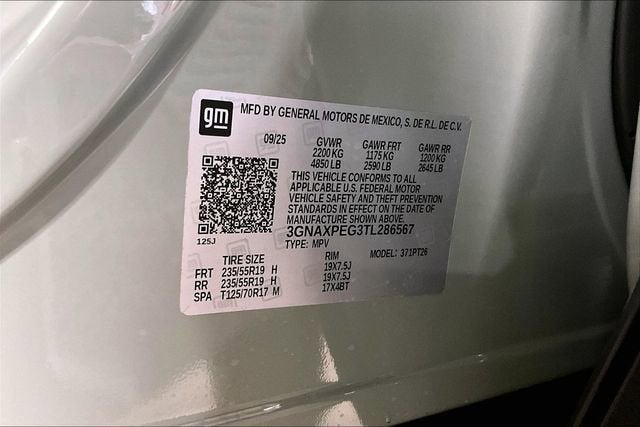 gm MFD BY GENERAL MOTORS DE MEXICO, S. DE R.L. DE C.V.
09/25 GVWR GAWR FRT GAWR RR
2200 KG 1175 KG 1200 KG
4850 LB 2590 LB 2645 LB
THIS VEHICLE CONFORMS TO ALL
APPLICABLE U.S. FEDERAL MOTOR
VEHICLE SAFETY AND THEFT PREVENTION
STANDARDS IN EFFECT ON THE DATE OF
MANUFACTURE SHOWN ABOVE.
3GNAXPEG3TL286567
125J TYPE: MPV MODEL: 371PT26
TIRE SIZE RIM
FRT 235/55R19 H 19X7.5J
RR 235/55R19 H 19X7.5J
SPA T125/70R17 M 17X4BT